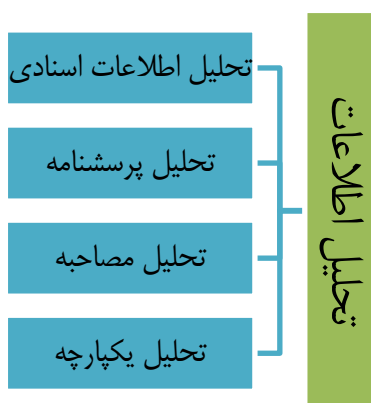 تحلیل اطلاعات
تحلیل اطلاعات اسنادی
تحلیل پرسشنامه
تحلیل مصاحبه
تحلیل یکپارچه